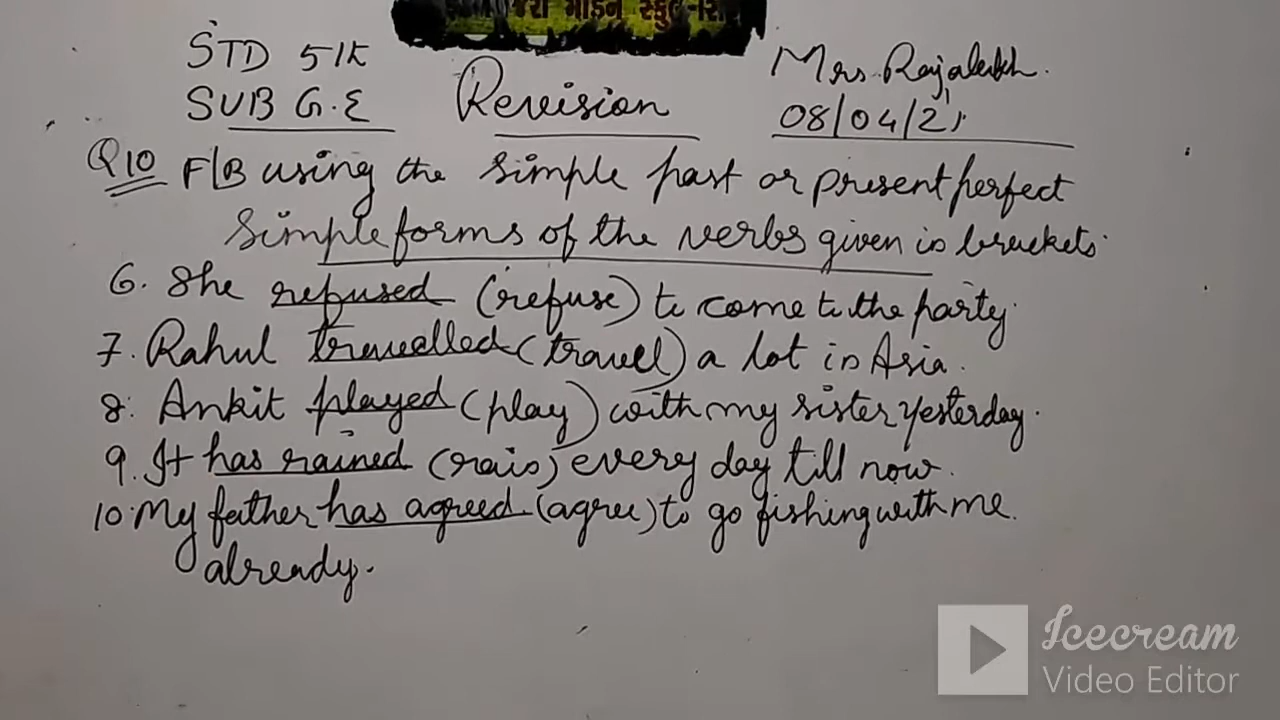 મોર્ડન સ્કુલ
STD 5th
SUB G.E
Revision
Mrs. Rajalekh.
08/04/21
Q10 F/B using the simple past or present perfect
simple forms of the verbs given in brackets.
6. She refused (refuse) to come to the party.
7. Rahul travelled (travel) a lot in Asia.
8. Ankit played (play) with my sister yesterday.
9. It has rained (rain) every day till now.
10. My father has agreed (agree) to go fishing with me.
already.
Icecream
Video Editor